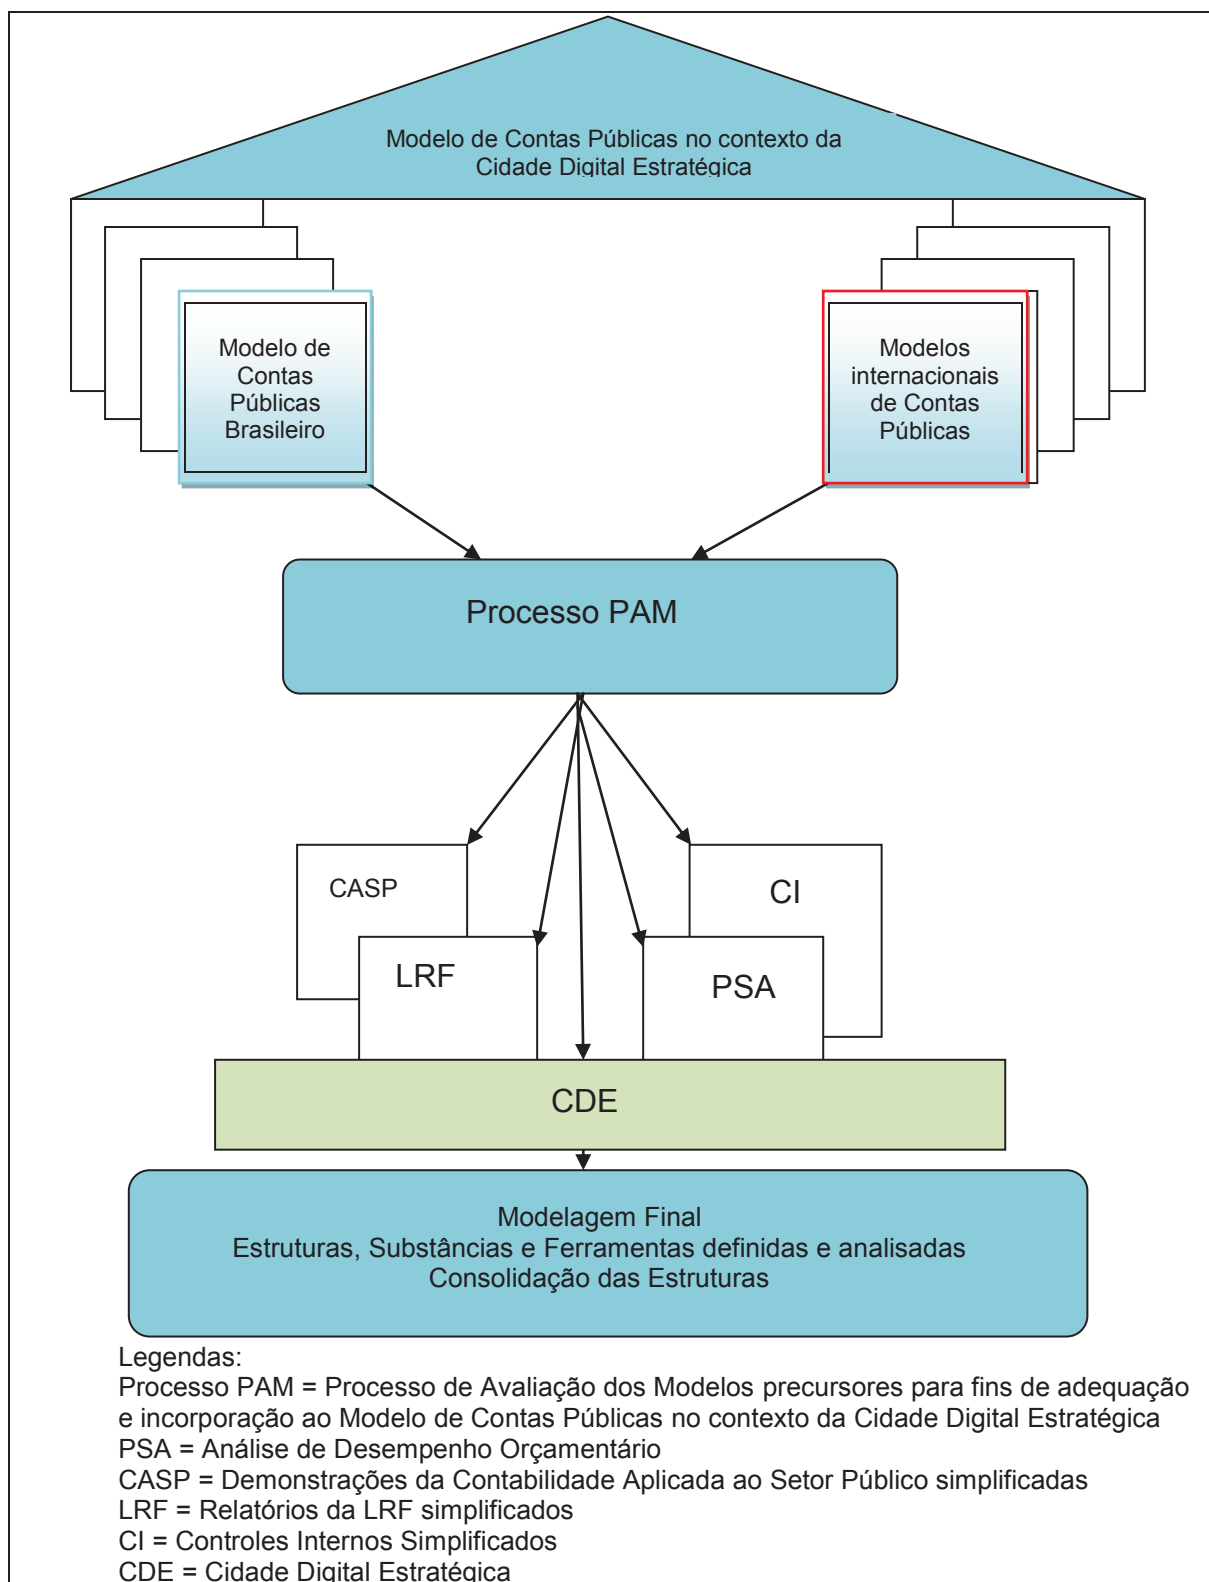 Modelo de Contas Públicas no contexto da
Cidade Digital Estratégica
Modelo de
Contas
Públicas
Brasileiro
Modelos
internacionais
de Contas
Públicas
Processo PAM
CASP
CI
LRF
PSA
CDE
Modelagem Final
Estruturas, Substâncias e Ferramentas definidas e analisadas
Consolidação das Estruturas
Legendas:
Processo PAM = Processo de Avaliação dos Modelos precursores para fins de adequação
e incorporação ao Modelo de Contas Públicas no contexto da Cidade Digital Estratégica
PSA = Análise de Desempenho Orçamentário
CASP = Demonstrações da Contabilidade Aplicada ao Setor Público simplificadas
LRF = Relatórios da LRF simplificados
CI = Controles Internos Simplificados
CDE = Cidade Digital Estratégica